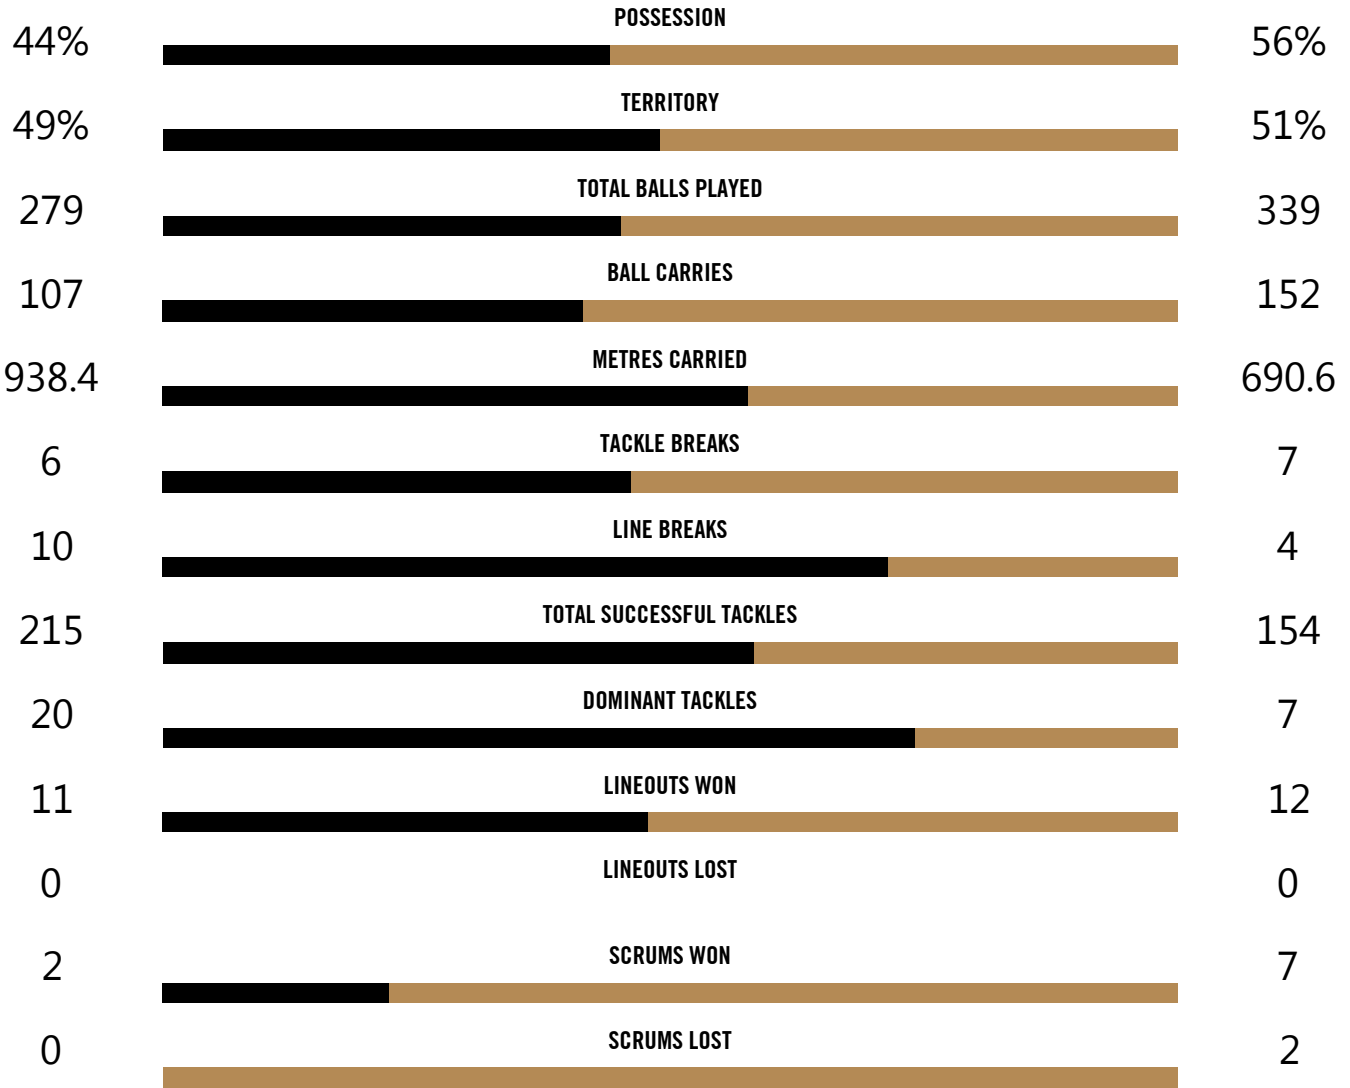 POSSESSION
44% 56%
TERRITORY
49% 51%
TOTAL BALLS PLAYED
279 339
BALL CARRIES
107 152
METRES CARRIED
938.4 690.6
TACKLE BREAKS
6 7
LINE BREAKS
10 4
TOTAL SUCCESSFUL TACKLES
215 154
DOMINANT TACKLES
20 7
LINEOUTS WON
11 12
LINEOUTS LOST
0 0
SCRUMS WON
2 7
SCRUMS LOST
0 2